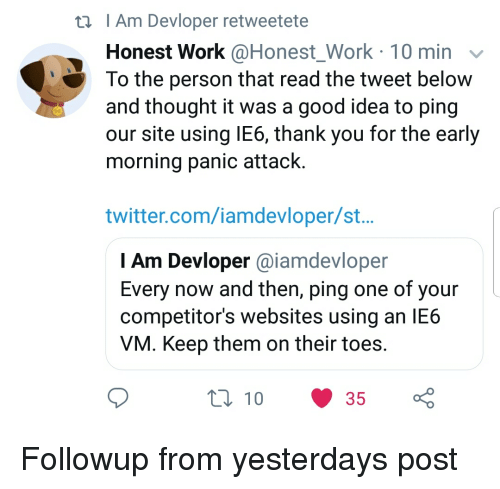 I Am Devloper retweetete
Honest Work @Honest_Work · 10 min
To the person that read the tweet below
and thought it was a good idea to ping
our site using IE6, thank you for the early
morning panic attack.
twitter.com/iamdevloper/st...
I Am Devloper @iamdevloper
Every now and then, ping one of your
competitor's websites using an IE6
VM. Keep them on their toes.
10 35
Followup from yesterdays post